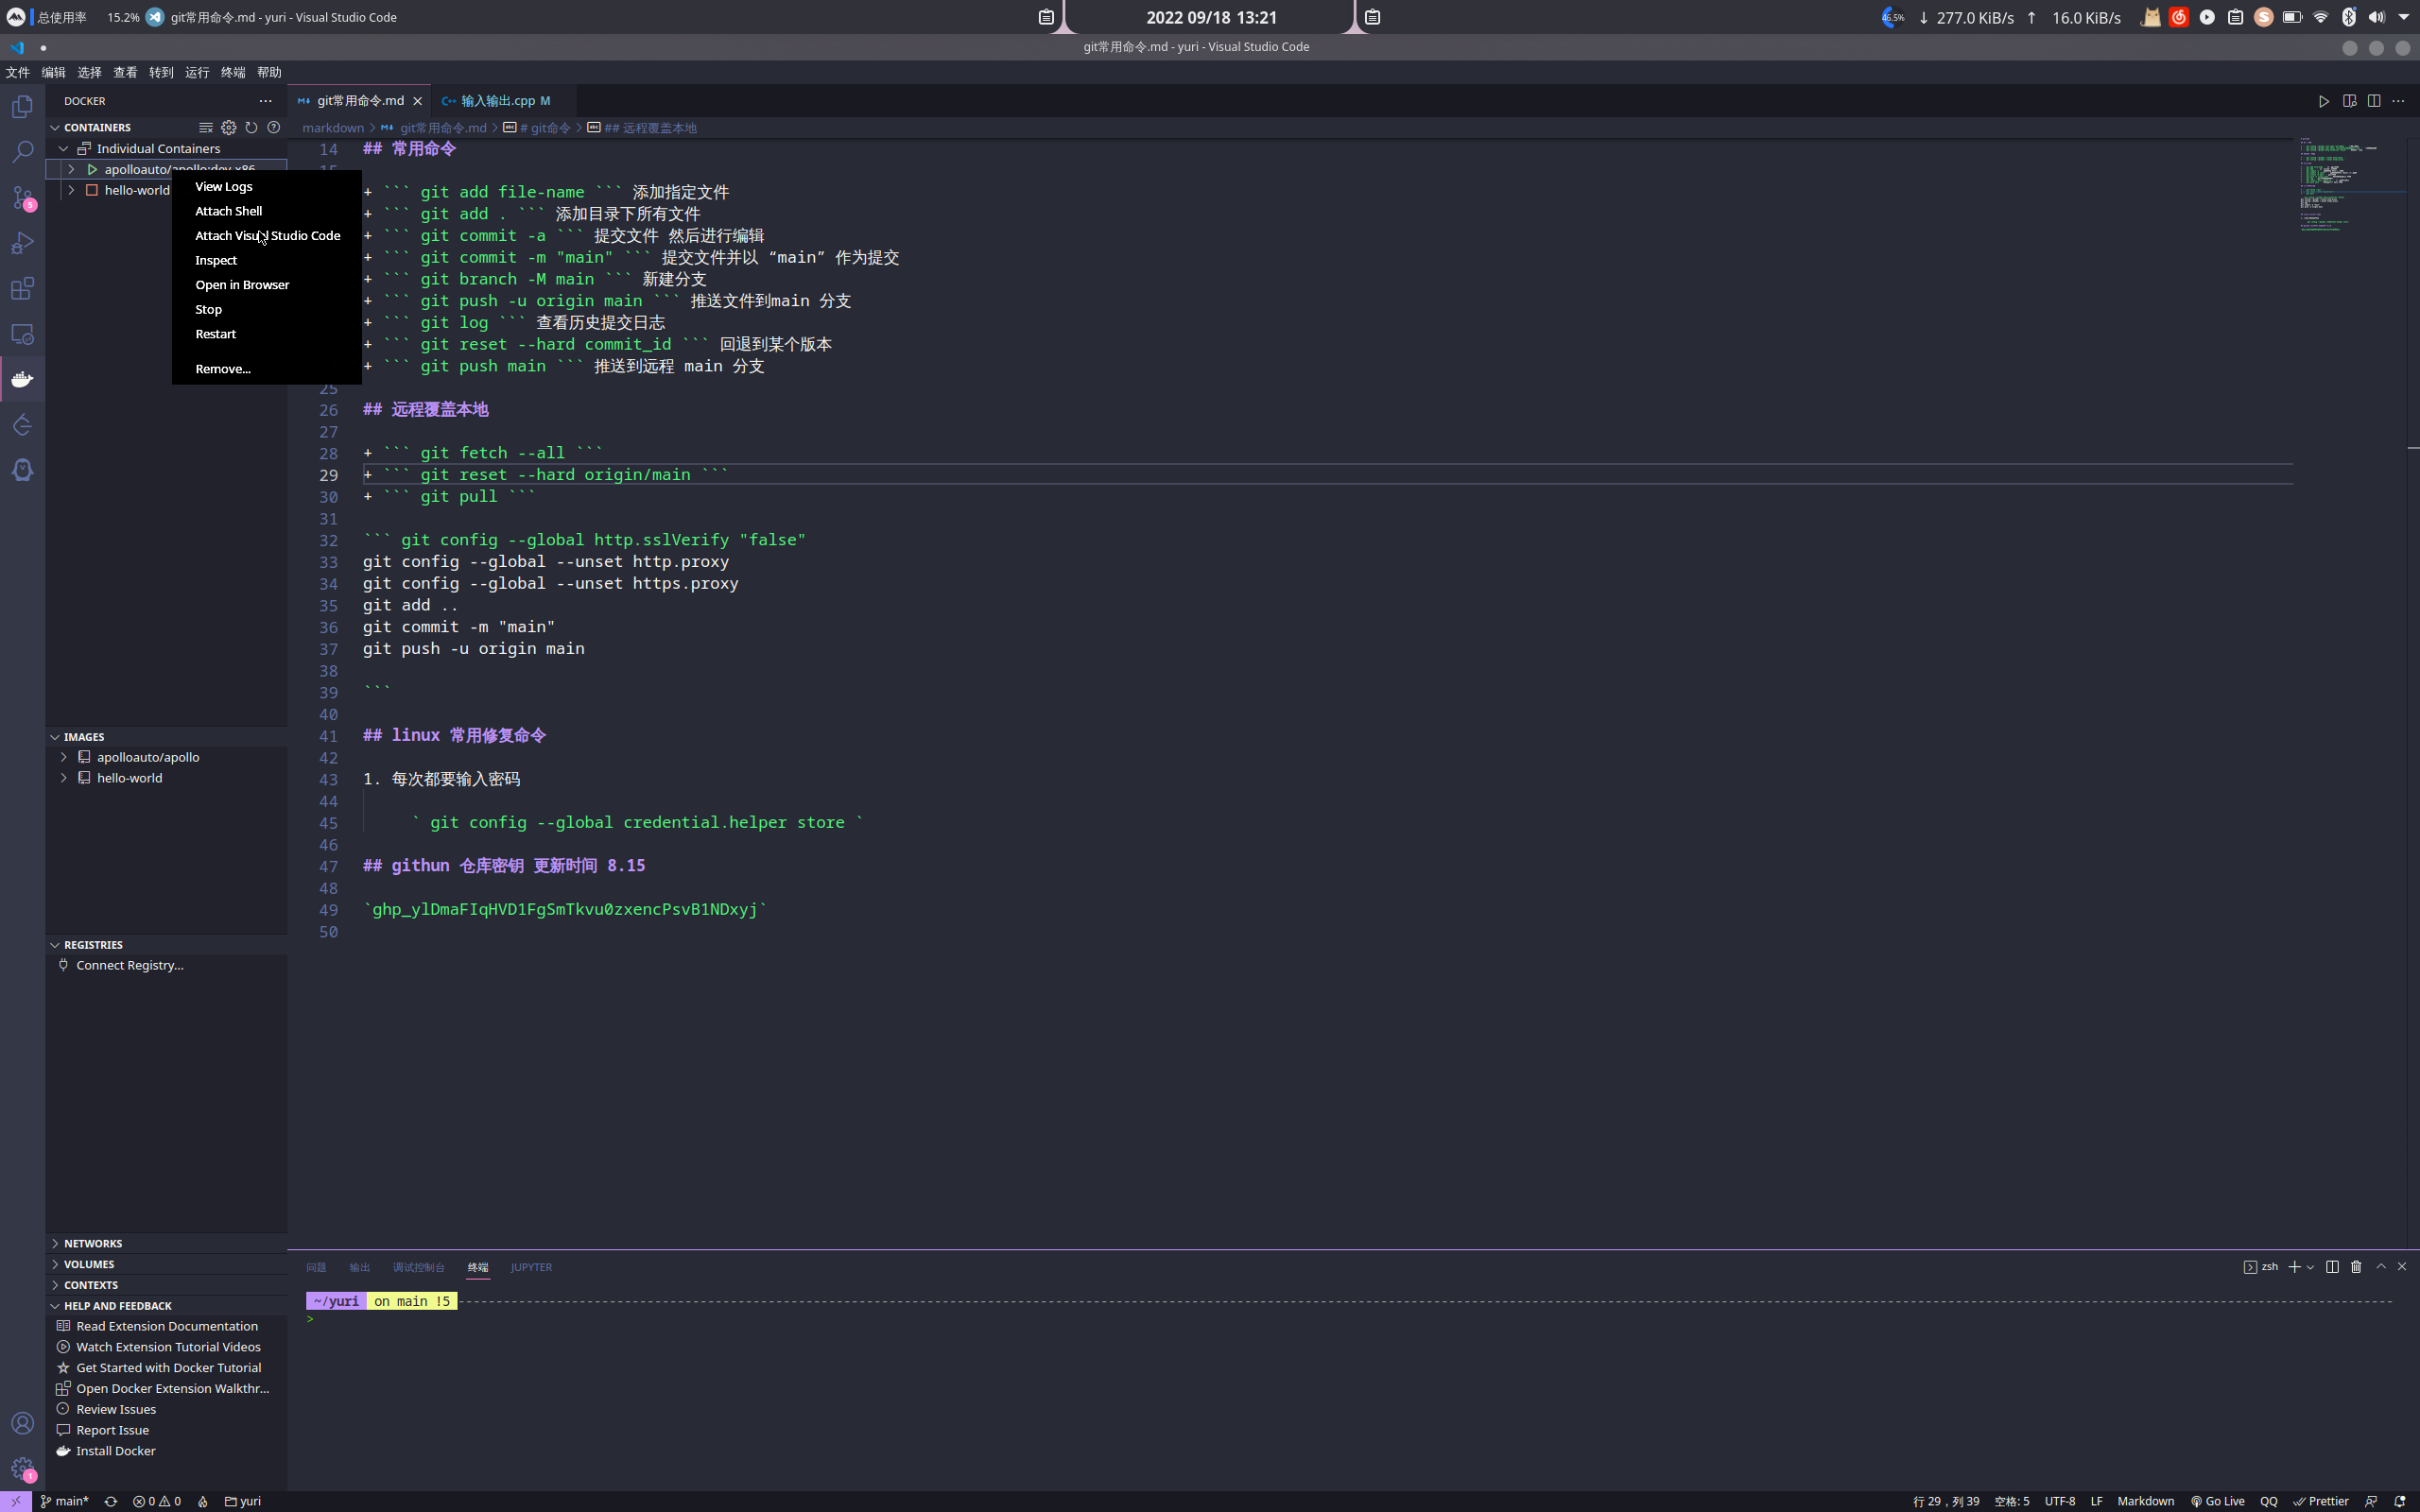 总使用率 15.2% git常用命令.md - yuri - Visual Studio Code
2022 09/18 13:21
46.5% ↓ 277.0 KiB/s ↑ 16.0 KiB/s
git常用命令.md - yuri - Visual Studio Code
文件 编辑 选择 查看 转到 运行 终端 帮助
DOCKER
CONTAINERS
Individual Containers
apolloauto/apollo:dev-x86
hello-world
View Logs
Attach Shell
Attach Visual Studio Code
Inspect
Open in Browser
Stop
Restart
Remove...
IMAGES
apolloauto/apollo
hello-world
REGISTRIES
Connect Registry...
NETWORKS
VOLUMES
CONTEXTS
HELP AND FEEDBACK
Read Extension Documentation
Watch Extension Tutorial Videos
Get Started with Docker Tutorial
Open Docker Extension Walkthr...
Review Issues
Report Issue
Install Docker
5
1
git常用命令.md 输入输出.cpp M
markdown > git常用命令.md > # git命令 > ## 远程覆盖本地
14 ## 常用命令
+ ``` git add file-name ``` 添加指定文件
+ ``` git add . ``` 添加目录下所有文件
+ ``` git commit -a ``` 提交文件 然后进行编辑
+ ``` git commit -m "main" ``` 提交文件并以 “main” 作为提交
+ ``` git branch -M main ``` 新建分支
+ ``` git push -u origin main ``` 推送文件到main 分支
+ ``` git log ``` 查看历史提交日志
+ ``` git reset --hard commit_id ``` 回退到某个版本
+ ``` git push main ``` 推送到远程 main 分支
25
26 ## 远程覆盖本地
27
28 + ``` git fetch --all ```
29 + ``` git reset --hard origin/main ```
30 + ``` git pull ```
31
32 ``` git config --global http.sslVerify "false"
33 git config --global --unset http.proxy
34 git config --global --unset https.proxy
35 git add ..
36 git commit -m "main"
37 git push -u origin main
38
39 ```
40
41 ## linux 常用修复命令
42
43 1. 每次都要输入密码
44
45 ` git config --global credential.helper store `
46
47 ## githun 仓库密钥 更新时间 8.15
48
49
50
问题 输出 调试控制台 终端 JUPYTER
zsh
~/yuri on main !5
>
main* 0 0 yuri
行 29，列 39 空格: 5 UTF-8 LF Markdown Go Live QQ Prettier